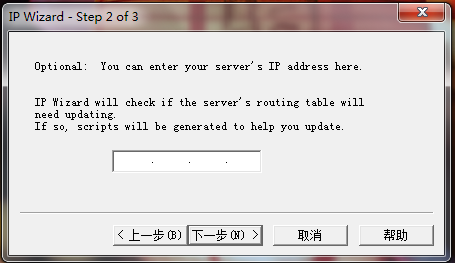 IP Wizard - Step 2 of 3
Optional:  You can enter your server's IP address here.
IP Wizard will check if the server's routing table will
need updating.
If so, scripts will be generated to help you update.
. . .
< 上一步(B) 下一步(N) > 取消 帮助